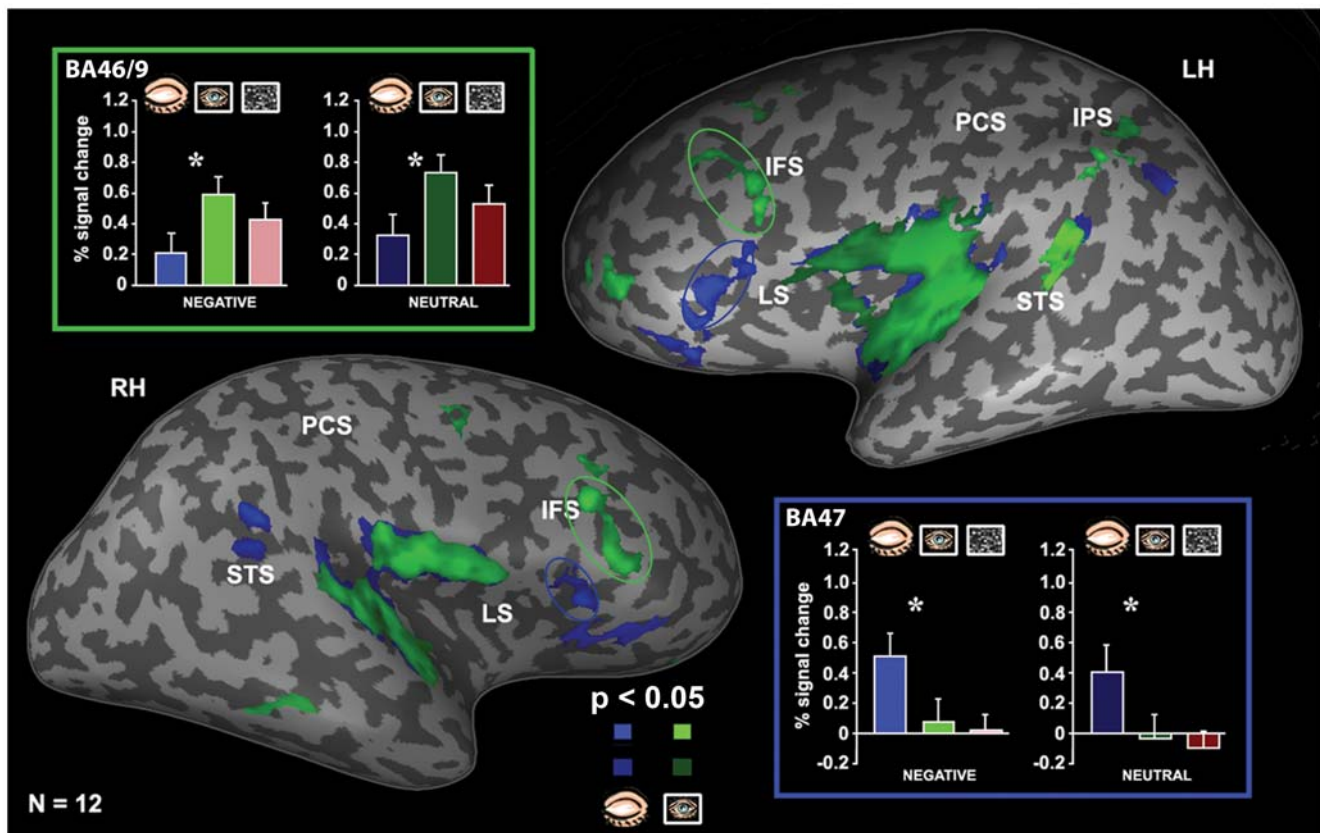 BA46/9
% signal change
1.2
1.0
0.8
0.6
0.4
0.2
0
*
NEGATIVE
1.2
1.0
0.8
0.6
0.4
0.2
0
*
NEUTRAL
LH
PCS
IPS
IFS
LS
STS
RH
PCS
IFS
STS
LS
p < 0.05
N = 12
BA47
% signal change
1.2
1.0
0.8
0.6
0.4
0.2
0
-0.2
*
NEGATIVE
1.2
1.0
0.8
0.6
0.4
0.2
0
-0.2
*
NEUTRAL